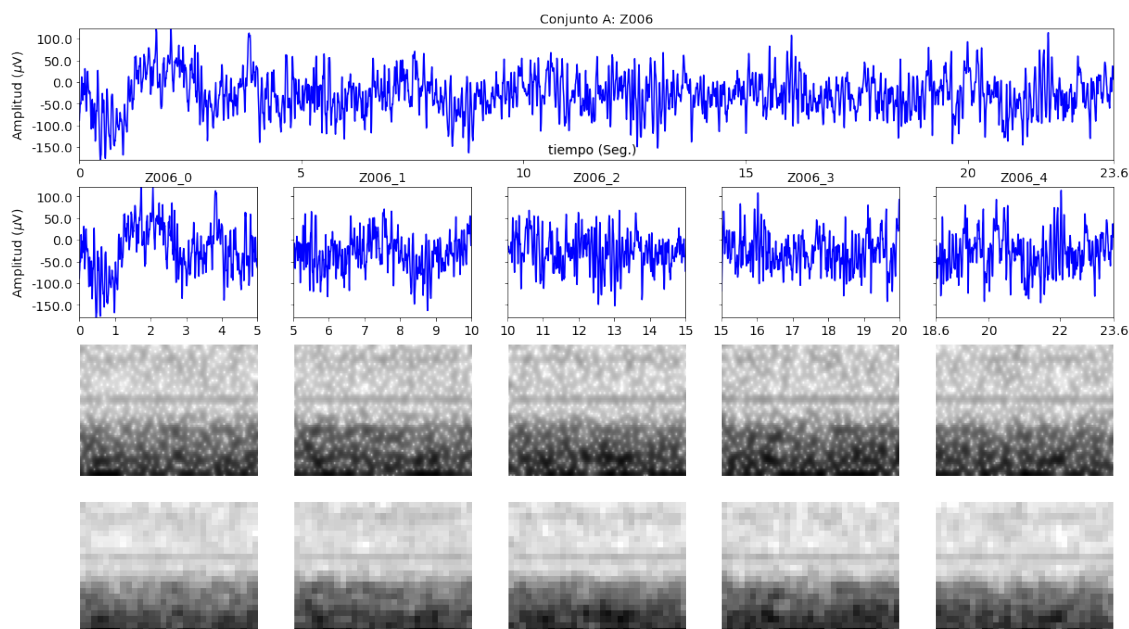 Conjunto A: Z006
Amplitud (μV)
100.0
50.0
0.0
-50.0
-100.0
-150.0
0 5 10 15 20 23.6
tiempo (Seg.)
Z006_0 Z006_1 Z006_2 Z006_3 Z006_4
Amplitud (μV)
100.0
50.0
0.0
-50.0
-100.0
-150.0
0 1 2 3 4 5
5 6 7 8 9 10
10 11 12 13 14 15
15 16 17 18 19 20
18.6 20 22 23.6